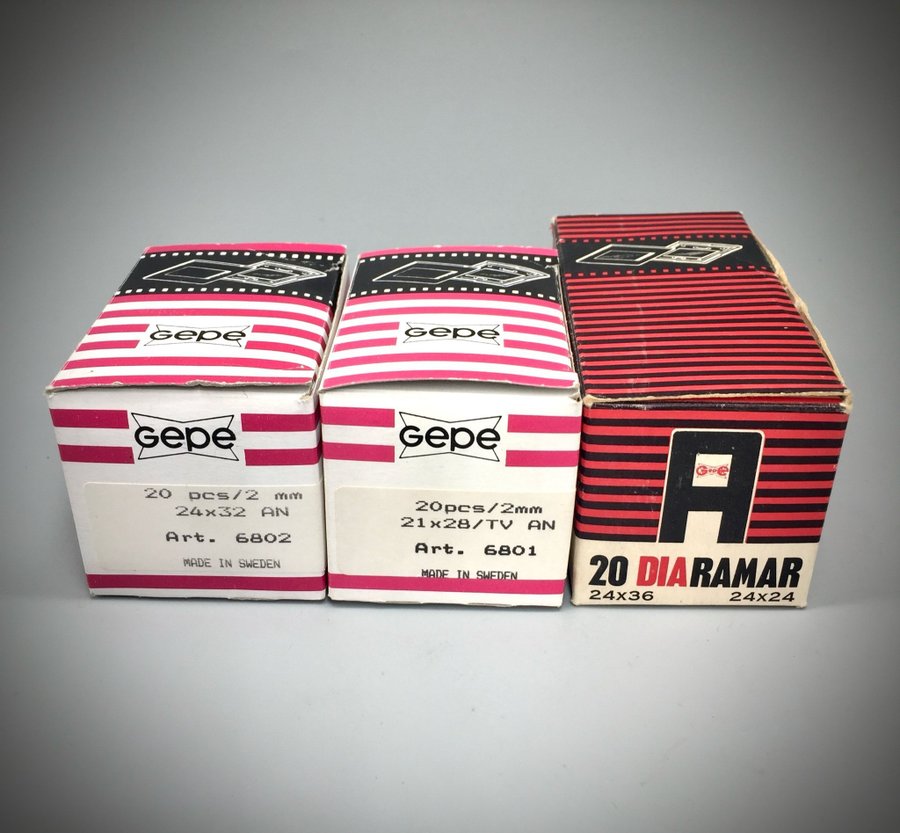 Gepe
Gepe
20 pcs/2 mm
24x32 AN
Art. 6802
MADE IN SWEDEN
Gepe
Gepe
20pcs/2mm
21x28/TV AN
Art. 6801
MADE IN SWEDEN
A
Gepe
20 DIARAMAR
24x36 24x24